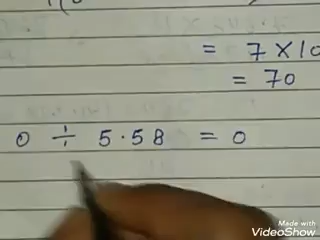 = 7 × 10
= 70
0 ÷ 5.58 = 0
Made with
VideoShow